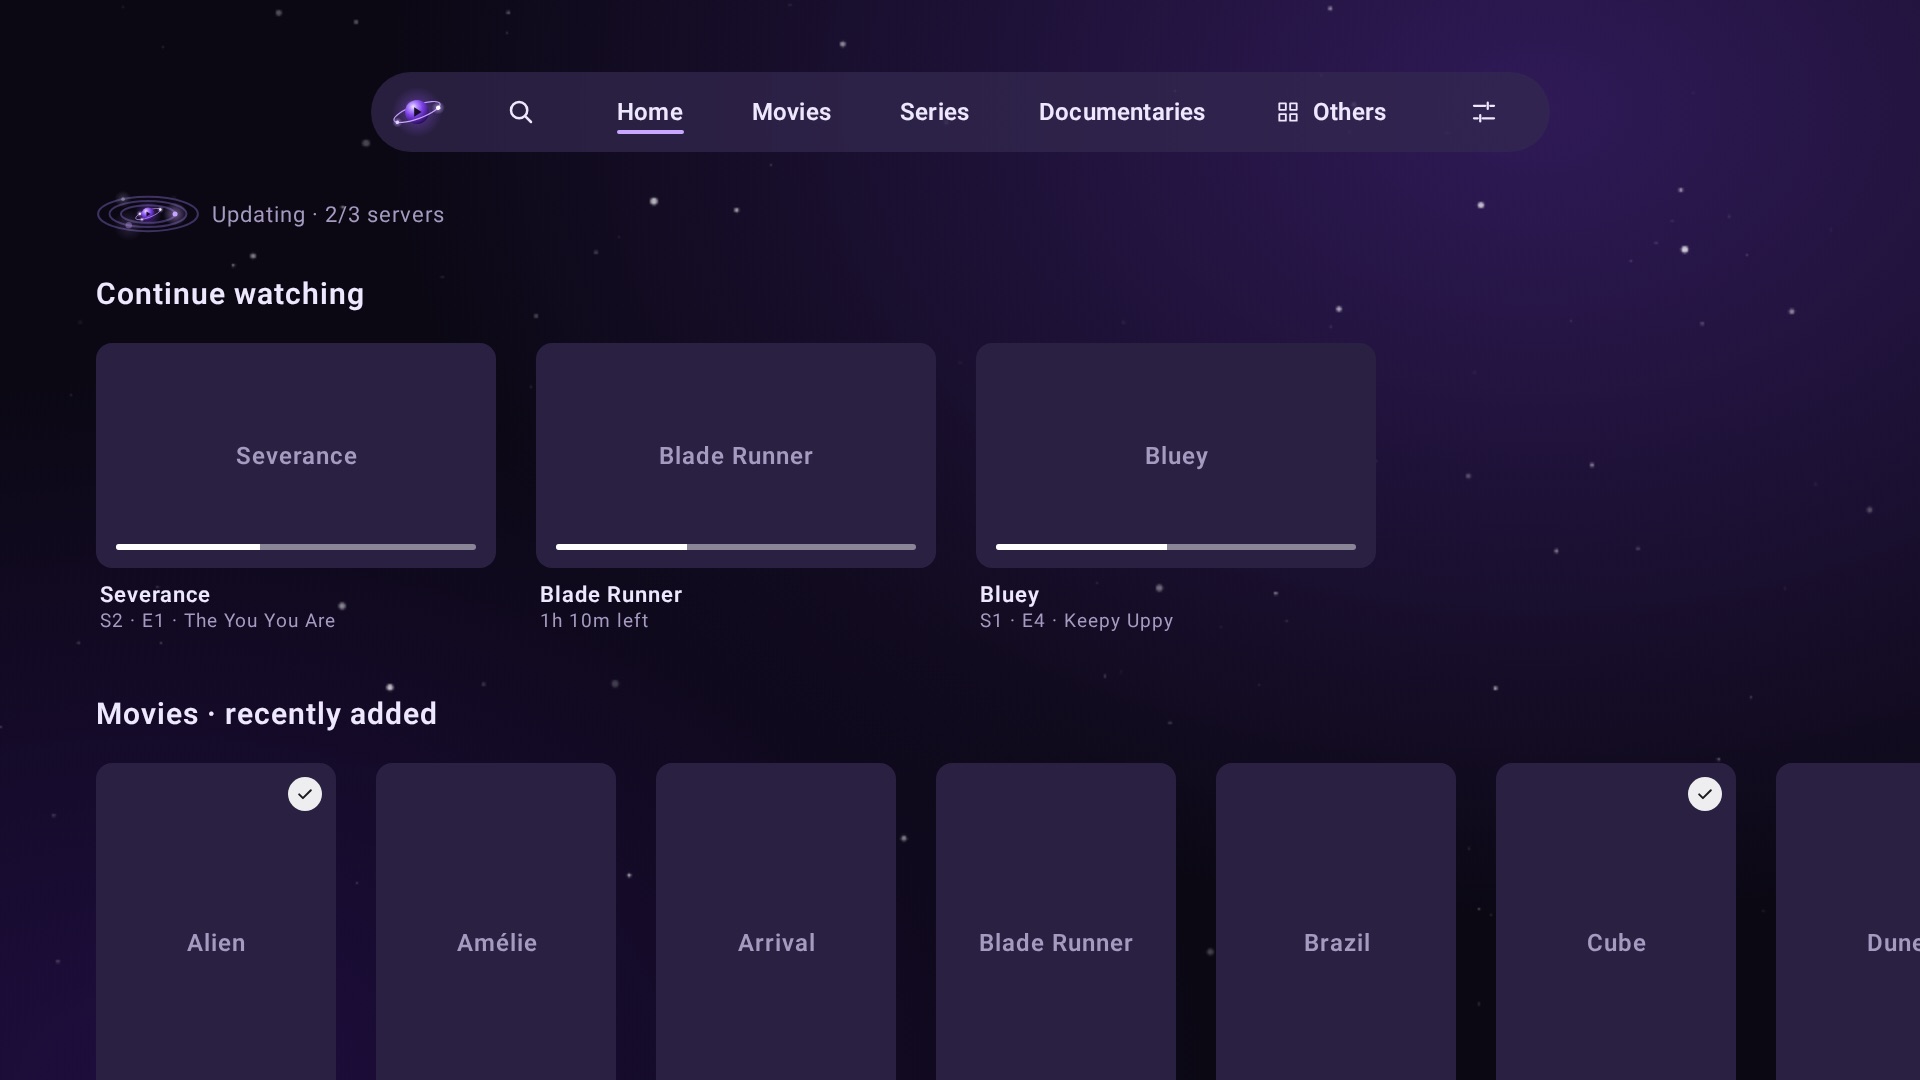 Home
Movies
Series
Documentaries
Others
Updating · 2/3 servers
Continue watching
Severance
Blade Runner
Bluey
Severance
S2 · E1 · The You You Are
Blade Runner
1h 10m left
Bluey
S1 · E4 · Keepy Uppy
Movies · recently added
Alien
Amélie
Arrival
Blade Runner
Brazil
Cube
Dune